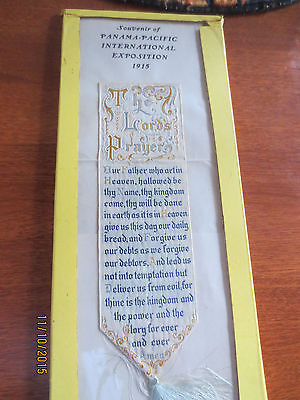 Souvenir of
PANAMA-PACIFIC
INTERNATIONAL
EXPOSITION
1915
The
Lord's
Prayer
Our Father who art in
Heaven, hallowed be
thy Name, thy kingdom
come, thy will be done
in earth as it is in Heaven
give us this day our daily
bread, and Forgive us
our debts as we forgive
our debtors, And lead us
not into temptation but
Deliver us from evil, for
thine is the kingdom and
the power and the
Glory for ever
and ever
Amen
11/10/2015